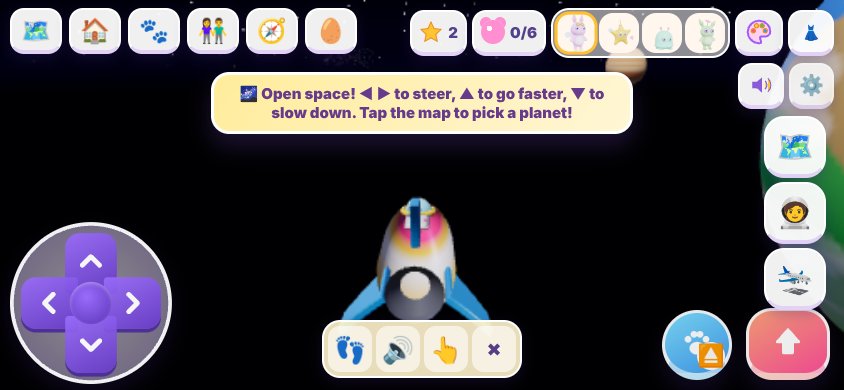 2
0/6
🌌 Open space! ◀ ▶ to steer, ▲ to go faster, ▼ to
slow down. Tap the map to pick a planet!